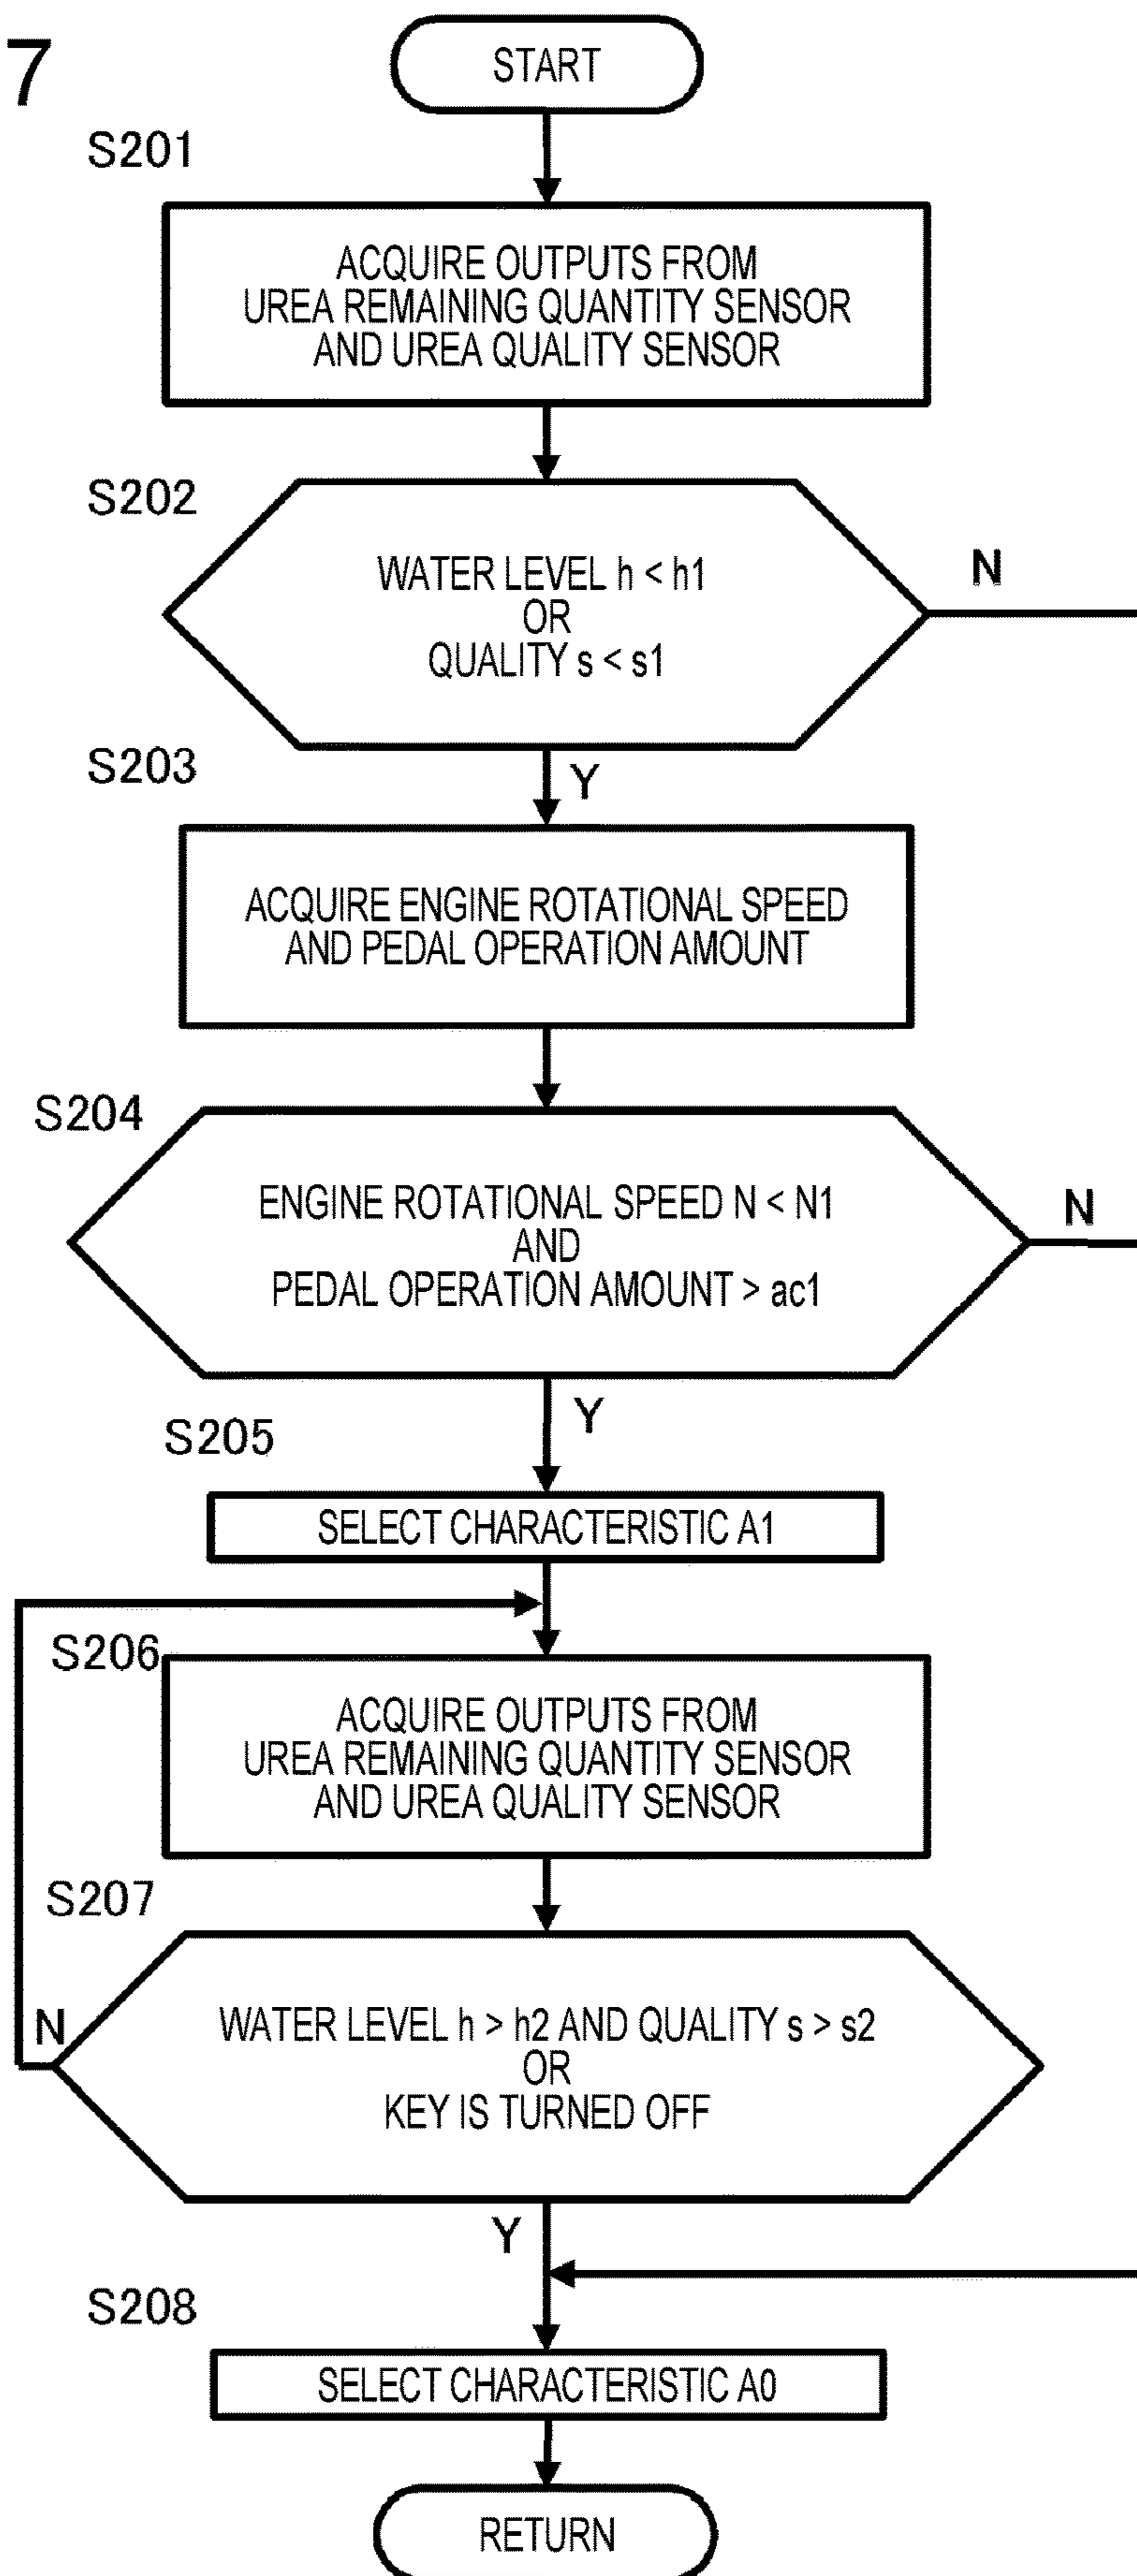 7
START
S201
ACQUIRE OUTPUTS FROM
UREA REMAINING QUANTITY SENSOR
AND UREA QUALITY SENSOR
S202
WATER LEVEL h < h1
OR
QUALITY s < s1
N
S203
Y
ACQUIRE ENGINE ROTATIONAL SPEED
AND PEDAL OPERATION AMOUNT
S204
ENGINE ROTATIONAL SPEED N < N1
AND
PEDAL OPERATION AMOUNT > ac1
N
Y
S205
SELECT CHARACTERISTIC A1
S206
ACQUIRE OUTPUTS FROM
UREA REMAINING QUANTITY SENSOR
AND UREA QUALITY SENSOR
S207
WATER LEVEL h > h2 AND QUALITY s > s2
OR
KEY IS TURNED OFF
N
Y
S208
SELECT CHARACTERISTIC A0
RETURN